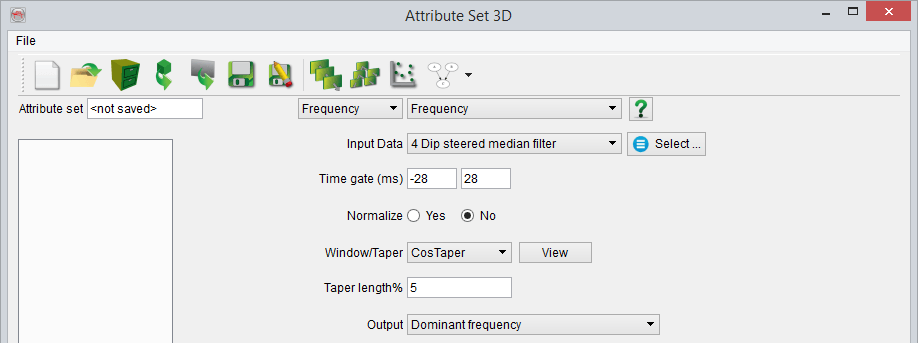 Attribute Set 3D
File
Attribute set <not saved> Frequency Frequency ?
Input Data 4 Dip steered median filter Select ...
Time gate (ms) -28 28
Normalize Yes No
Window/Taper CosTaper View
Taper length% 5
Output Dominant frequency